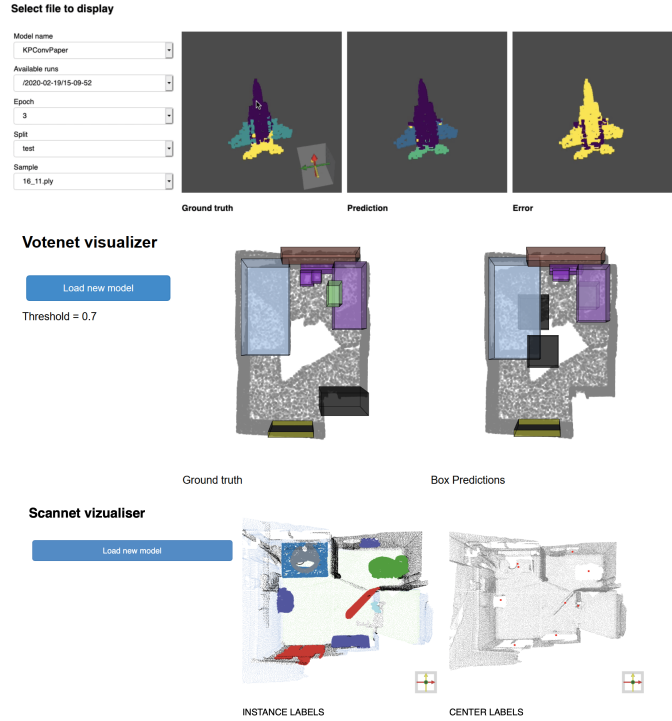 Select file to display
Model name
KPConvPaper
Available runs
/2020-02-19/15-09-52
Epoch
3
Split
test
Sample
16_11.ply
Ground truth
Prediction
Error
Votenet visualizer
Load new model
Threshold = 0.7
Ground truth
Box Predictions
Scannet vizualiser
Load new model
INSTANCE LABELS
CENTER LABELS